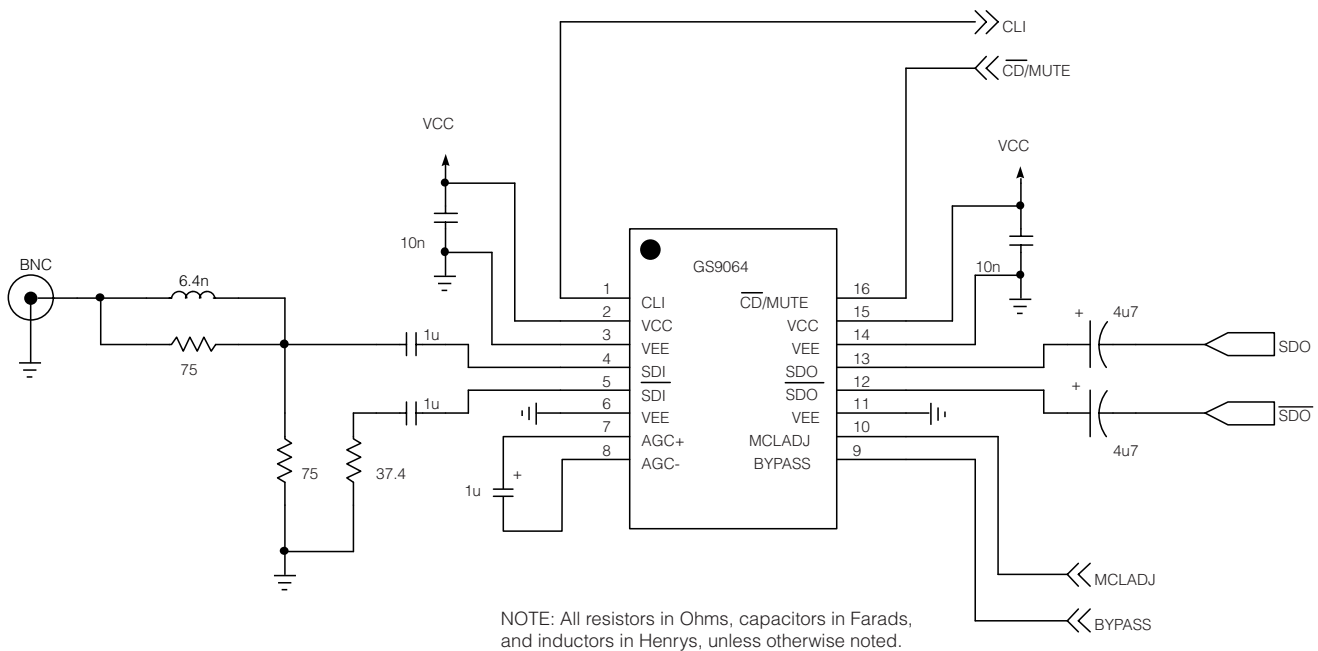 CLI
CD/MUTE
VCC
VCC
10n
10n
BNC
6.4n
75
75
37.4
1u
1u
1u
+
GS9064
1
CLI
2
VCC
3
VEE
4
SDI
5
SDI
6
VEE
7
AGC+
8
AGC-
16
CD/MUTE
15
VCC
14
VEE
13
SDO
12
SDO
11
VEE
10
MCLADJ
9
BYPASS
+
4u7
SDO
+
4u7
SDO
MCLADJ
BYPASS
NOTE: All resistors in Ohms, capacitors in Farads,
and inductors in Henrys, unless otherwise noted.